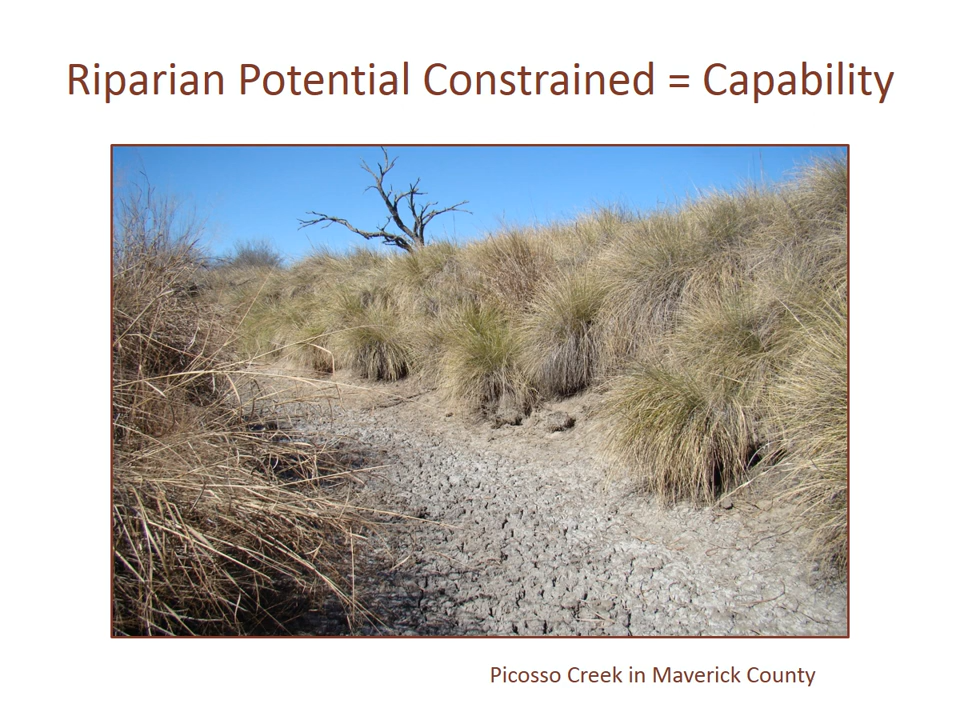 Riparian Potential Constrained = Capability
Picosso Creek in Maverick County